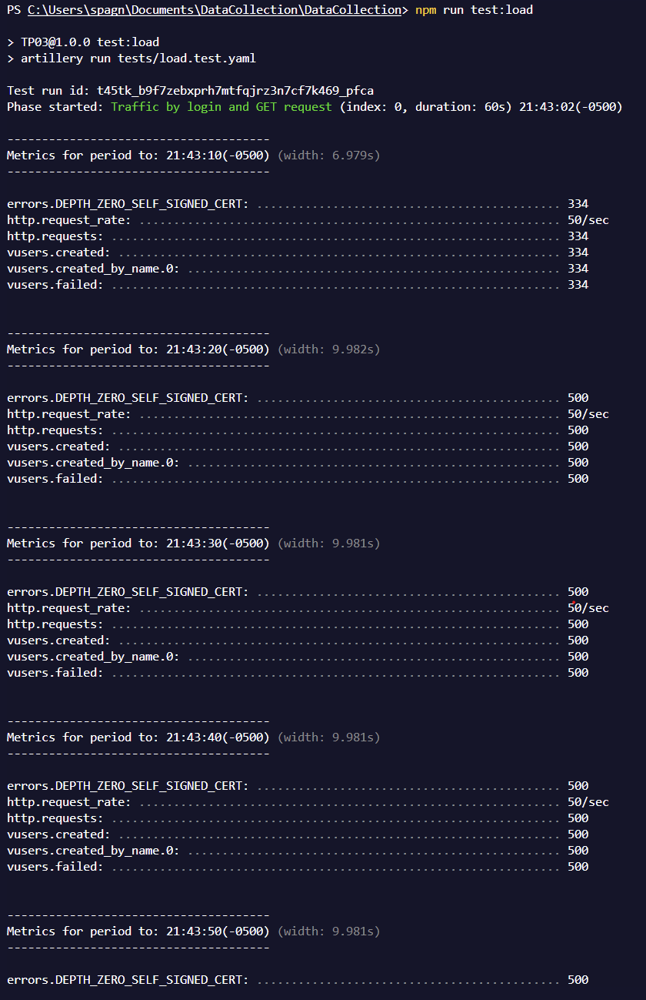 PS C:\Users\spagn\Documents\DataCollection\DataCollection> npm run test:load
> TP03@1.0.0 test:load
> artillery run tests/load.test.yaml
Test run id: t45tk_b9f7zebxprh7mtfqjrz3n7cf7k469_pfca
Phase started: Traffic by login and GET request (index: 0, duration: 60s) 21:43:02(-0500)
--------------------------------------
Metrics for period to: 21:43:10(-0500) (width: 6.979s)
--------------------------------------
errors.DEPTH_ZERO_SELF_SIGNED_CERT: ............................................ 334
http.request_rate: ............................................................. 50/sec
http.requests: ................................................................. 334
vusers.created: ................................................................ 334
vusers.created_by_name.0: ...................................................... 334
vusers.failed: ................................................................. 334
--------------------------------------
Metrics for period to: 21:43:20(-0500) (width: 9.982s)
--------------------------------------
errors.DEPTH_ZERO_SELF_SIGNED_CERT: ............................................ 500
http.request_rate: ............................................................. 50/sec
http.requests: ................................................................. 500
vusers.created: ................................................................ 500
vusers.created_by_name.0: ...................................................... 500
vusers.failed: ................................................................. 500
--------------------------------------
Metrics for period to: 21:43:30(-0500) (width: 9.981s)
--------------------------------------
errors.DEPTH_ZERO_SELF_SIGNED_CERT: ............................................ 500
http.request_rate: ............................................................. 50/sec
http.requests: ................................................................. 500
vusers.created: ................................................................ 500
vusers.created_by_name.0: ...................................................... 500
vusers.failed: ................................................................. 500
--------------------------------------
Metrics for period to: 21:43:40(-0500) (width: 9.981s)
--------------------------------------
errors.DEPTH_ZERO_SELF_SIGNED_CERT: ............................................ 500
http.request_rate: ............................................................. 50/sec
http.requests: ................................................................. 500
vusers.created: ................................................................ 500
vusers.created_by_name.0: ...................................................... 500
vusers.failed: ................................................................. 500
--------------------------------------
Metrics for period to: 21:43:50(-0500) (width: 9.981s)
--------------------------------------
errors.DEPTH_ZERO_SELF_SIGNED_CERT: ............................................ 500